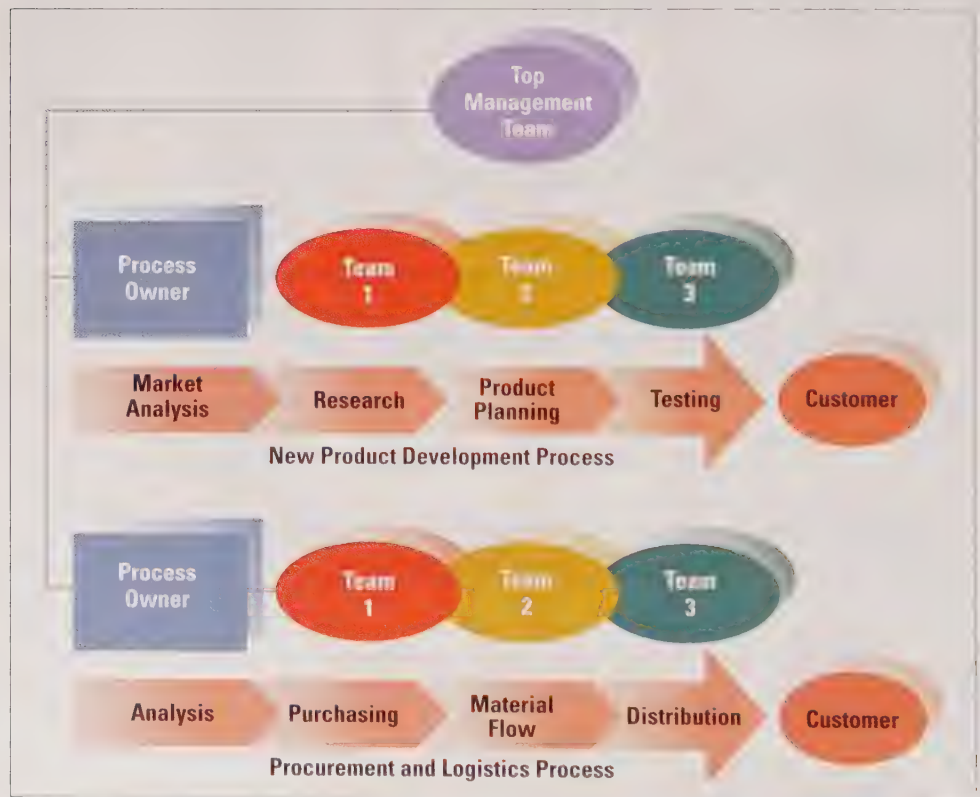 Top
Management
Team
Process
Owner
Team
1
Team
2
Team
3
Market
Analysis
Research
Product
Planning
Testing
Customer
New Product Development Process
Process
Owner
Team
1
Team
2
Team
3
Analysis
Purchasing
Material
Flow
Distribution
Customer
Procurement and Logistics Process